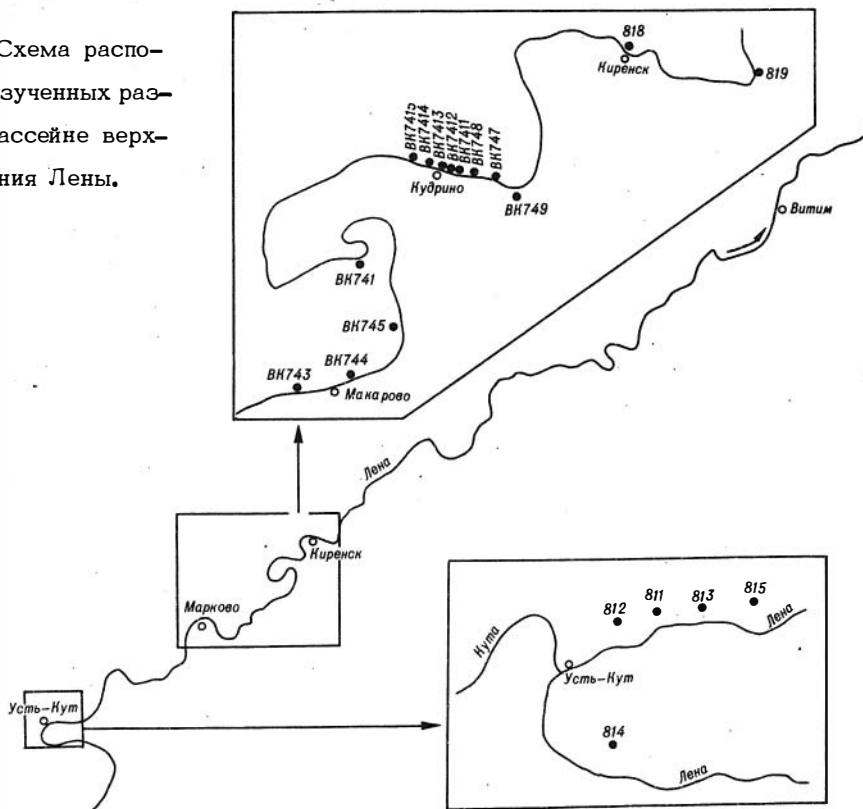 Схема распо-
зученных раз-
ассейне верх-
ния Лены.
818
Киренск
819
ВК7415
ВК7414
ВК7413
ВК7412
ВК7411
ВК748
ВК747
Кудрино
ВК749
Витим
ВК741
ВК745
ВК744
ВК743
Макарово
Лена
Киренск
Марково
Усть-Кут
815
813
811
812
Лена
Кута
Усть-Кут
814
Лена